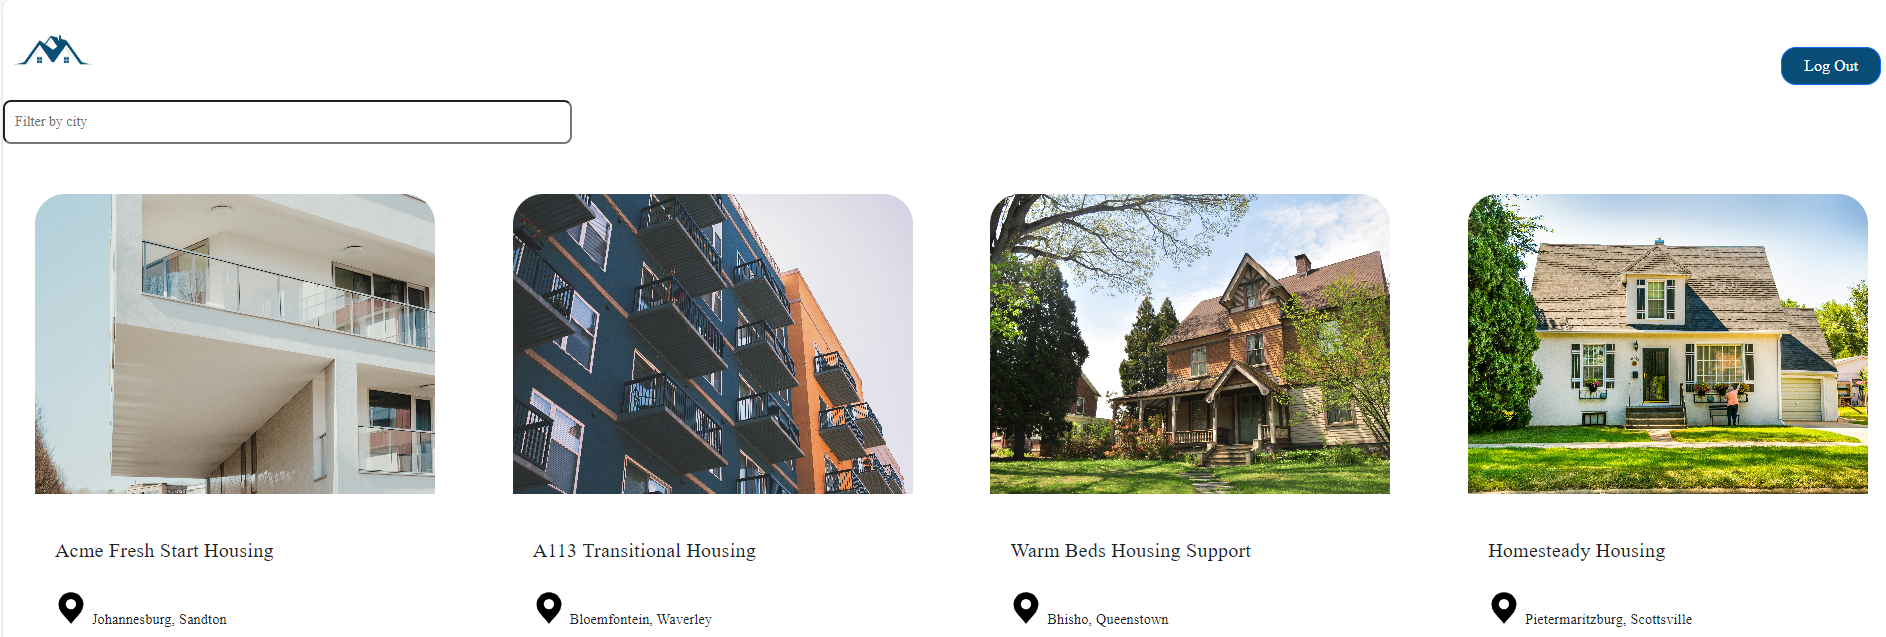 Log Out
Filter by city
Acme Fresh Start Housing
A113 Transitional Housing
Warm Beds Housing Support
Homesteady Housing
Johannesburg, Sandton
Bloemfontein, Waverley
Bhisho, Queenstown
Pietermaritzburg, Scottsville